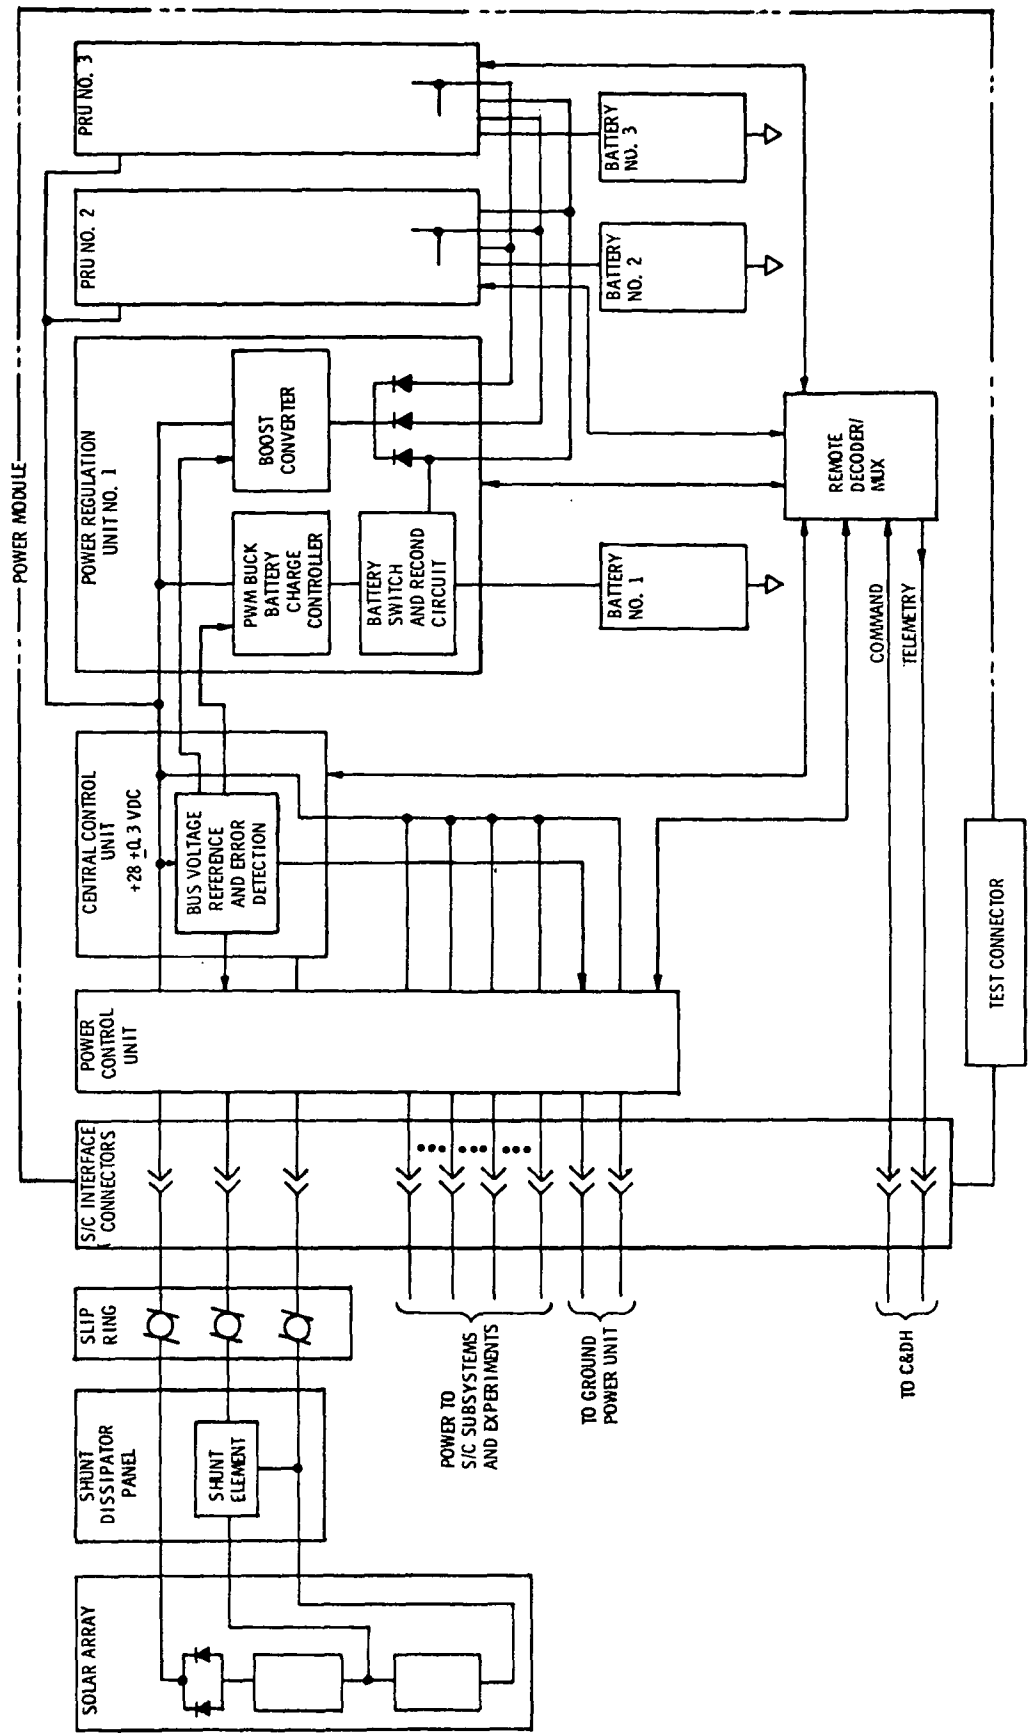 POWER MODULE
SOLAR ARRAY
SHUNT
DISSIPATOR
PANEL
SHUNT
ELEMENT
SLIP
RING
S/C INTERFACE
CONNECTORS
POWER
CONTROL
UNIT
CENTRAL CONTROL
UNIT
+28 ±0.3 VDC
BUS VOLTAGE
REFERENCE
AND ERROR
DETECTION
POWER REGULATION
UNIT NO. 1
PWM BUCK
BATTERY
CHARGE
CONTROLLER
BOOST
CONVERTER
BATTERY
SWITCH
AND RECOND
CIRCUIT
PRU NO. 2
PRU NO. 3
BATTERY
NO. 1
BATTERY
NO. 2
BATTERY
NO. 3
REMOTE
DECODER/
MUX
POWER TO
S/C SUBSYSTEMS
AND EXPERIMENTS
TO GROUND
POWER UNIT
COMMAND
TELEMETRY
TO C&DH
TEST CONNECTOR